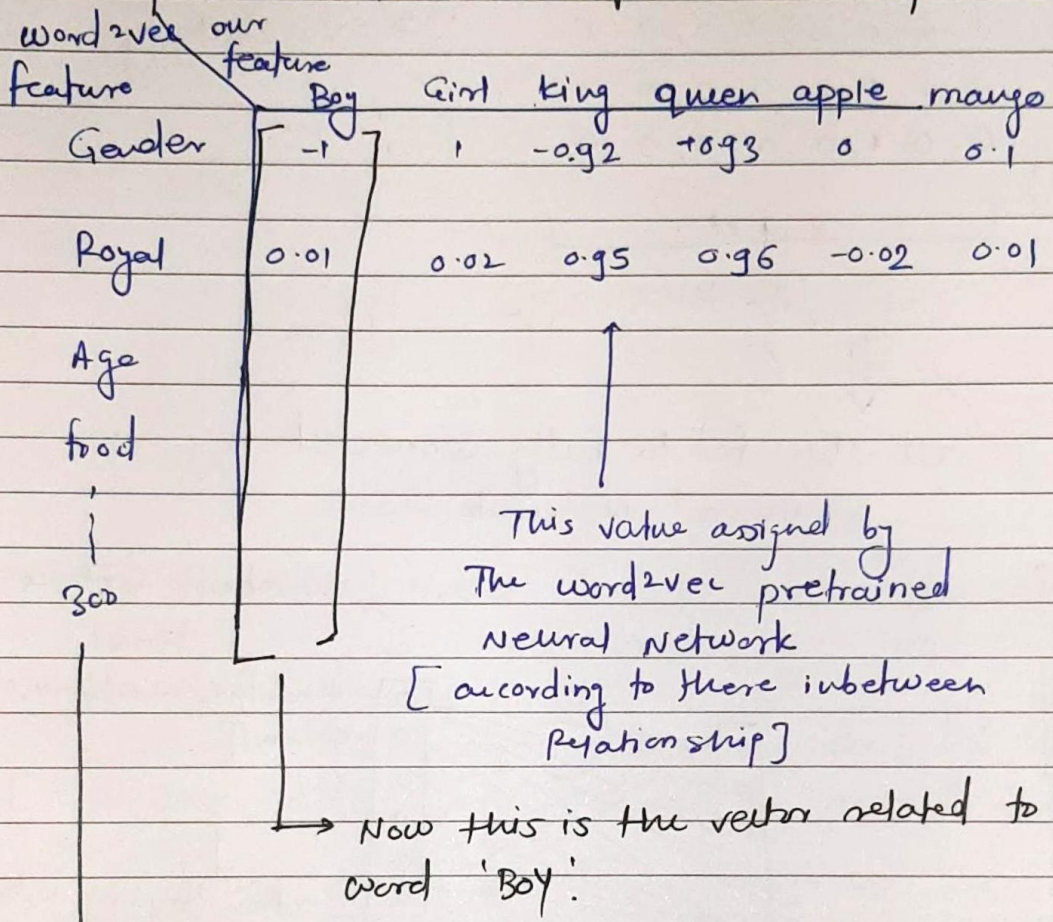 word2vec our
feature
feature Boy Girl king queen apple mango
Gender -1 1 -0.92 +0.93 0 0.1
Royal 0.01 0.02 0.95 0.96 -0.02 0.01
Age
food
300
This value assigned by
The word2vec pretrained
Neural Network
[ according to there inbetween
Relationship]
→ Now this is the vector related to
word 'BOY'.